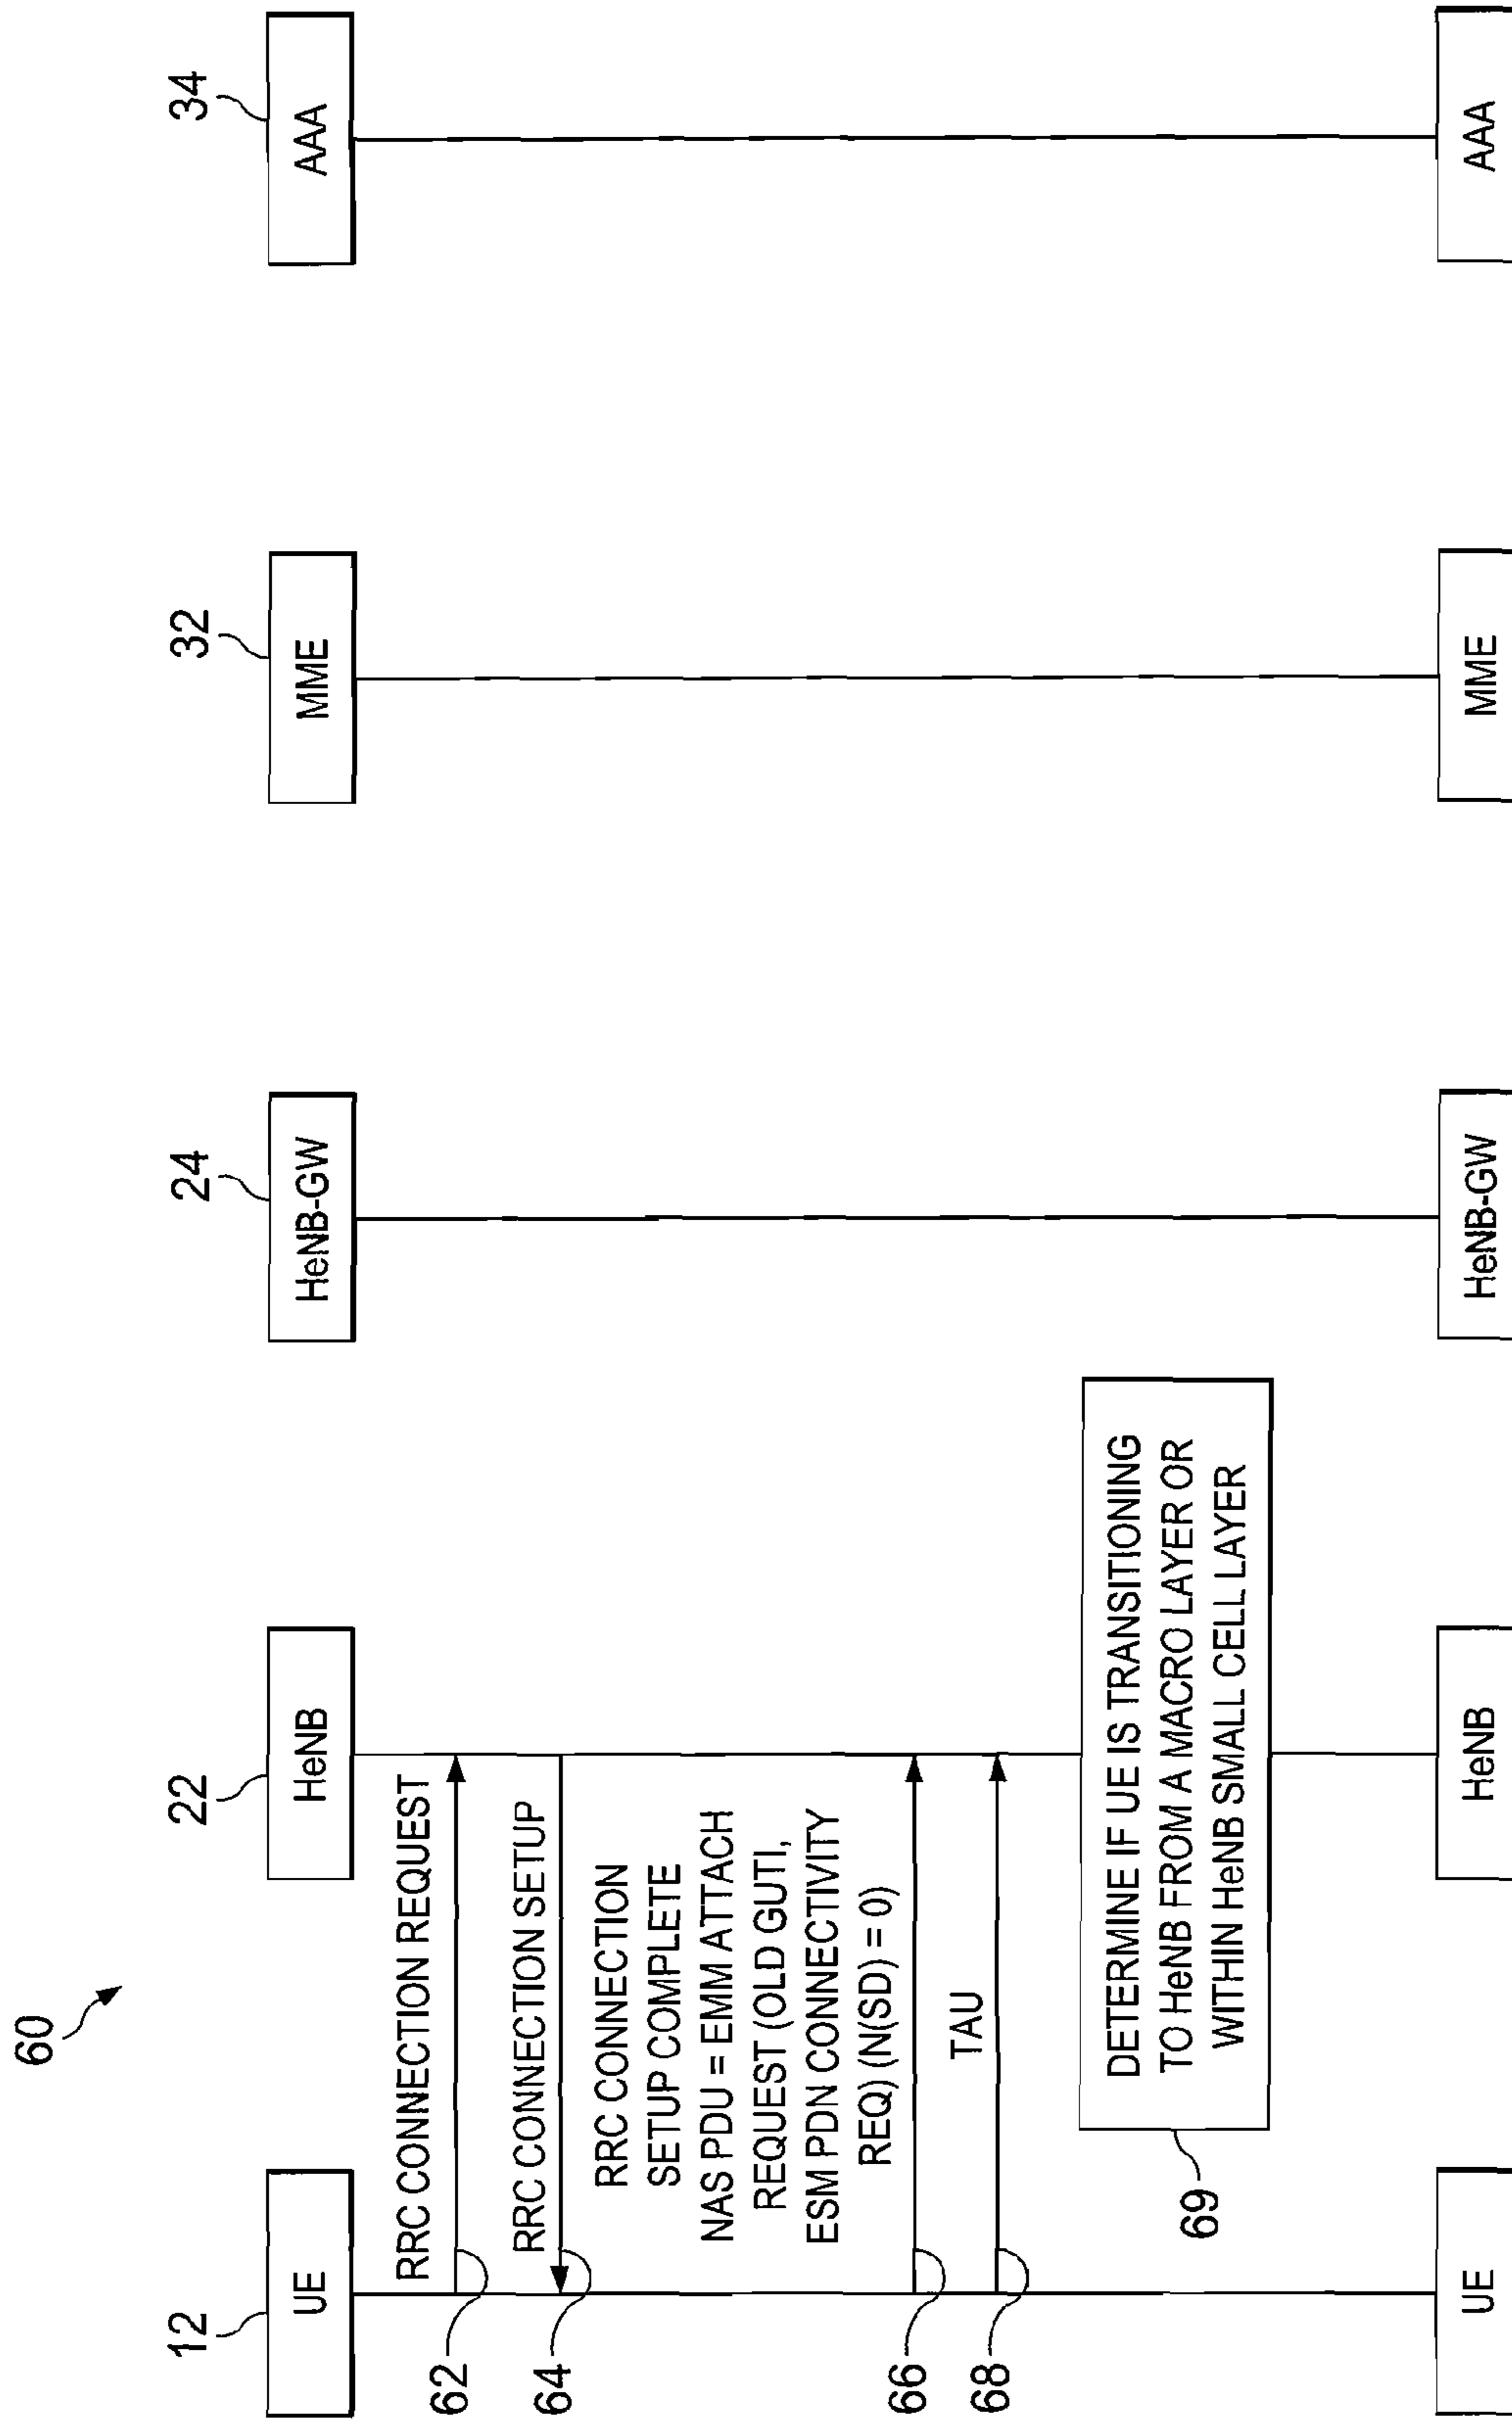 60
12
22
24
32
34
UE
HeNB
HeNB-GW
MME
AAA
RRC CONNECTION REQUEST
62
RRC CONNECTION SETUP
64
RRC CONNECTION
SETUP COMPLETE
NAS PDU = EMM ATTACH
REQUEST (OLD GUTI,
ESM PDN CONNECTIVITY
REQ) (N(SD) = 0)
66
TAU
68
DETERMINE IF UE IS TRANSITIONING
TO HeNB FROM A MACRO LAYER OR
WITHIN HeNB SMALL CELL LAYER
69
UE
HeNB
HeNB-GW
MME
AAA